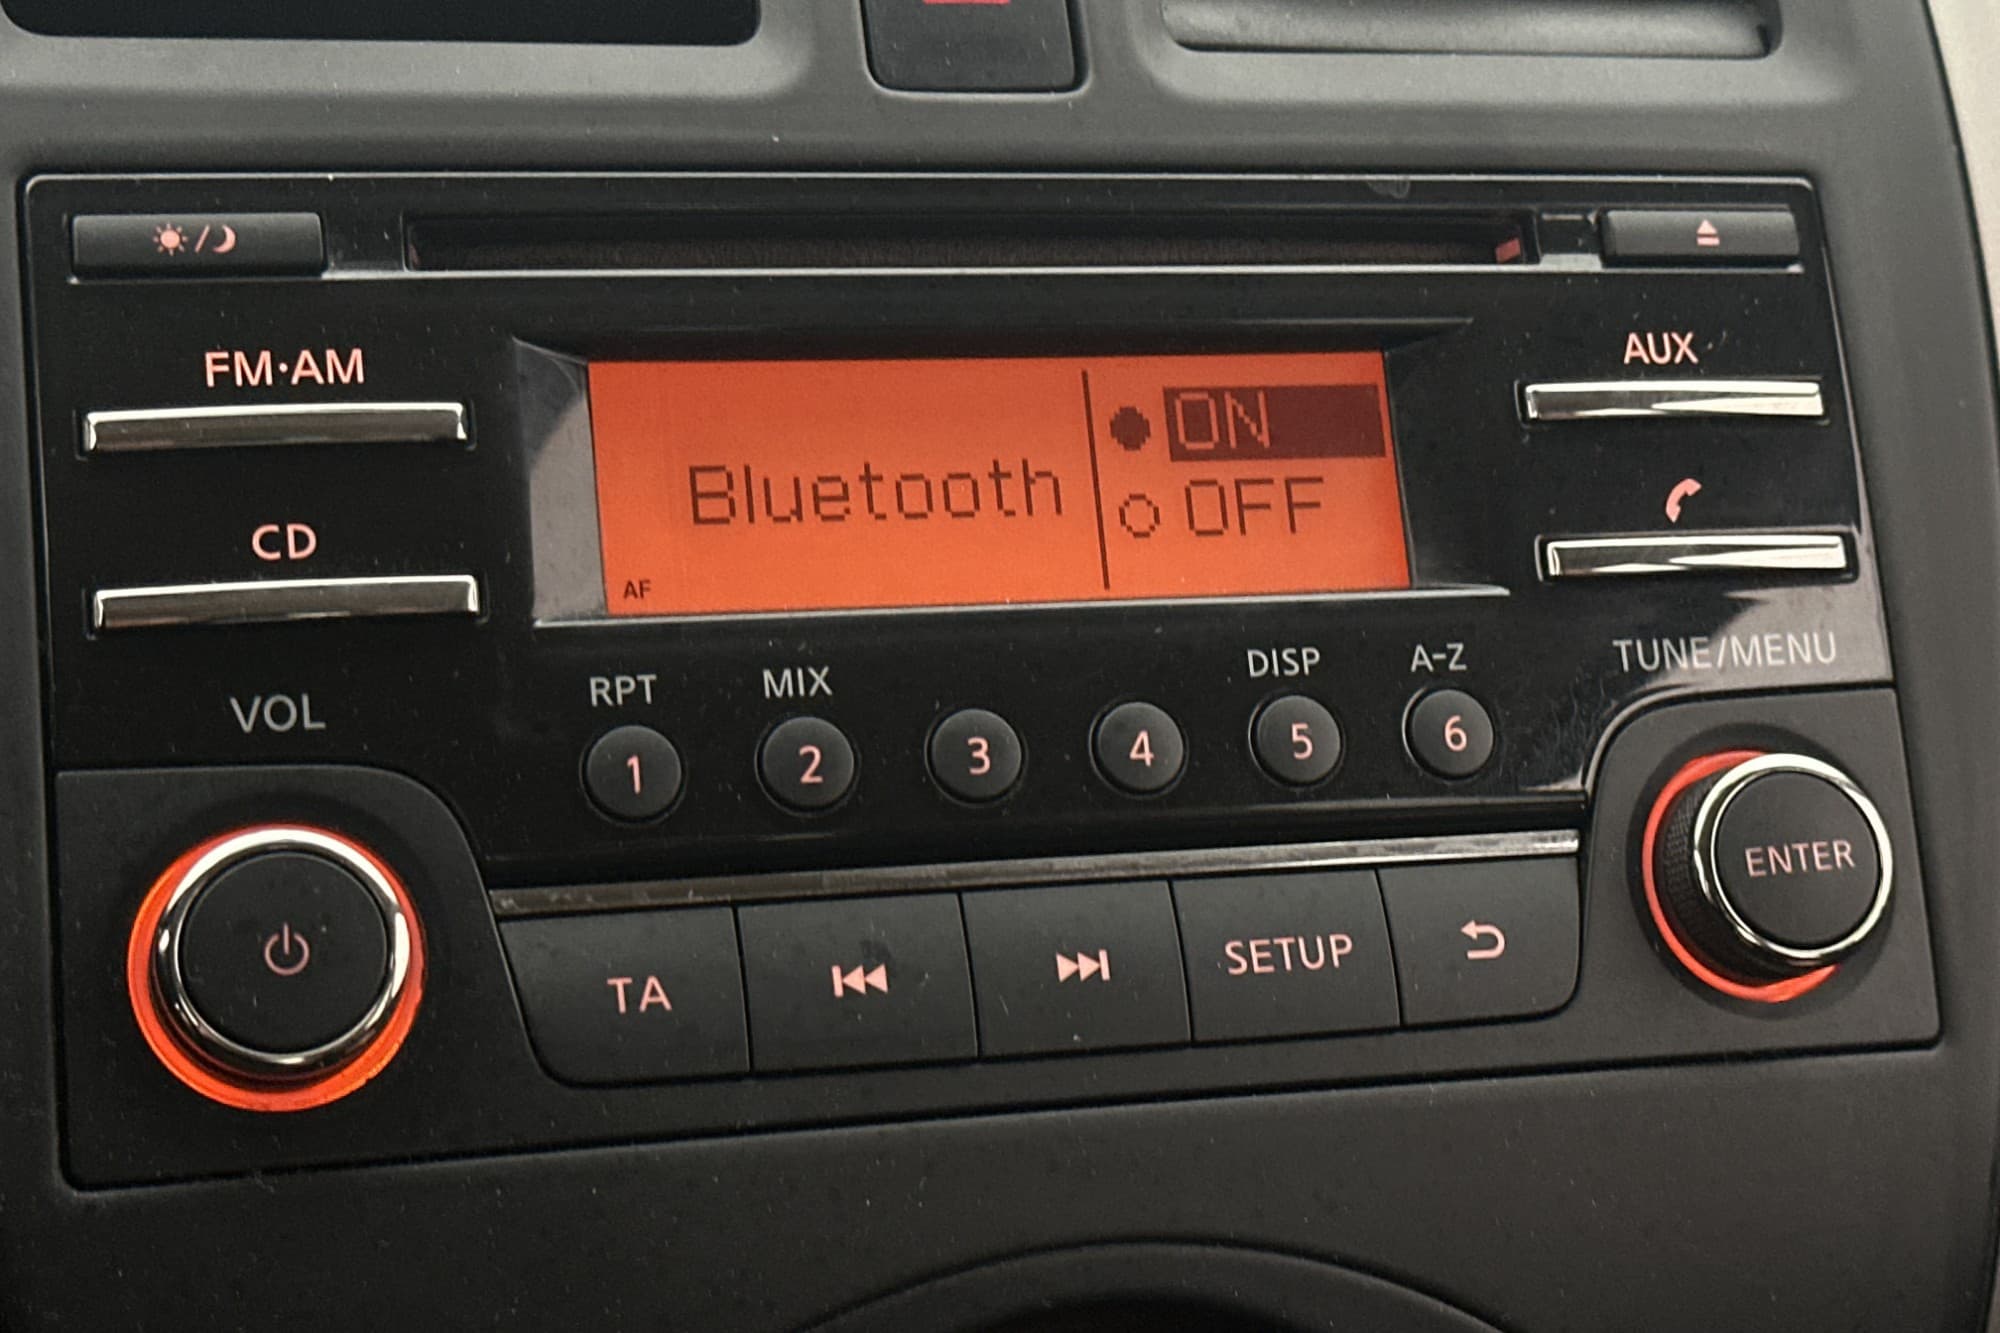 FM·AM
CD
VOL
Bluetooth
ON
OFF
AF
AUX
TUNE/MENU
RPT
MIX
DISP
A-Z
1
2
3
4
5
6
ENTER
TA
SETUP